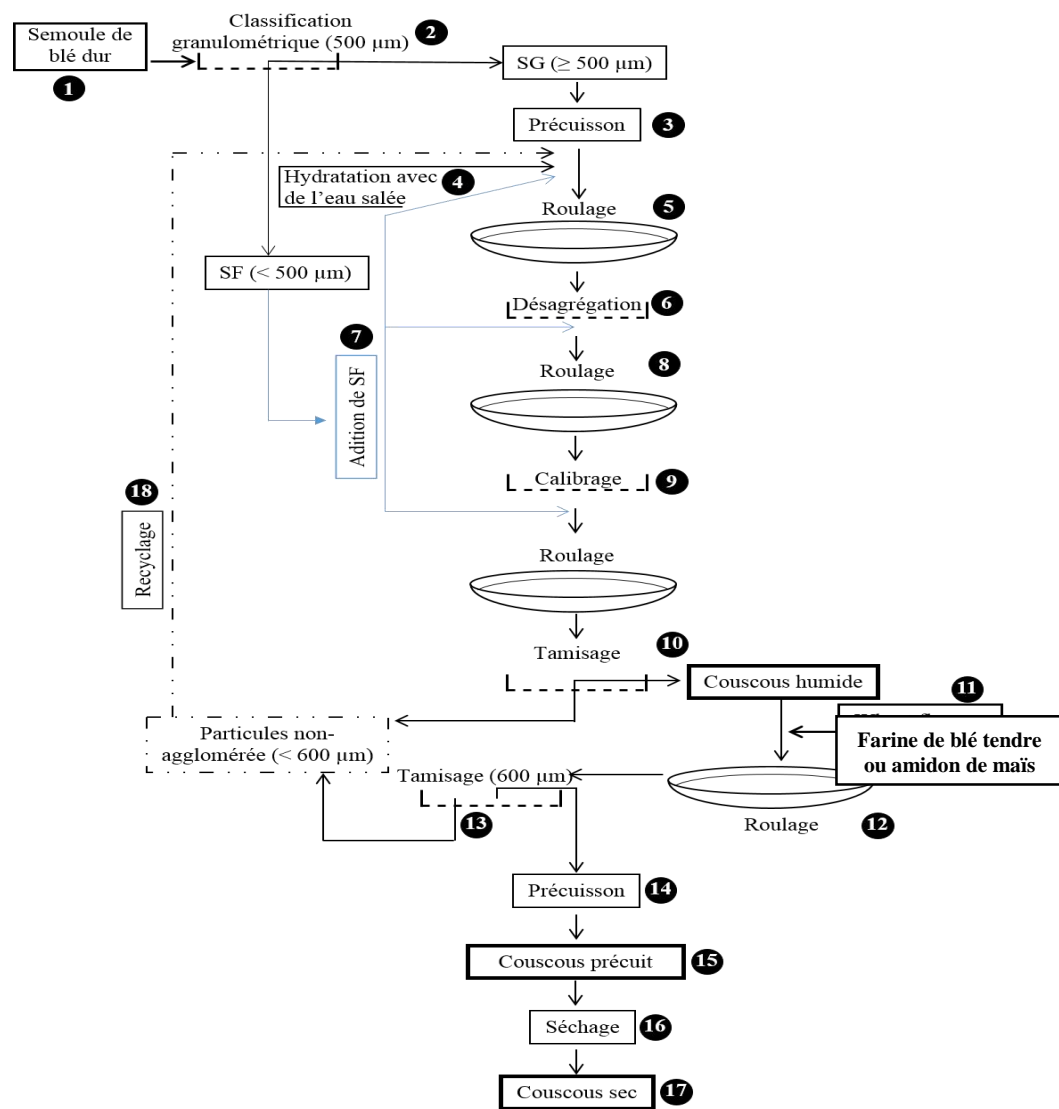 Semoule de
blé dur
1
Classification
granulométrique (500 µm)
2
SG (≥ 500 µm)
Précuisson
3
Hydratation avec
de l’eau salée
4
Roulage
5
SF (< 500 µm)
Désagrégation
6
7
Adition de SF
Roulage
8
Calibrage
9
18
Recyclage
Roulage
Tamisage
10
Couscous humide
11
Farine de blé tendre
ou amidon de maïs
Particules non-
agglomérée (< 600 µm)
Tamisage (600 µm)
13
Roulage
12
Précuisson
14
Couscous précuit
15
Séchage
16
Couscous sec
17